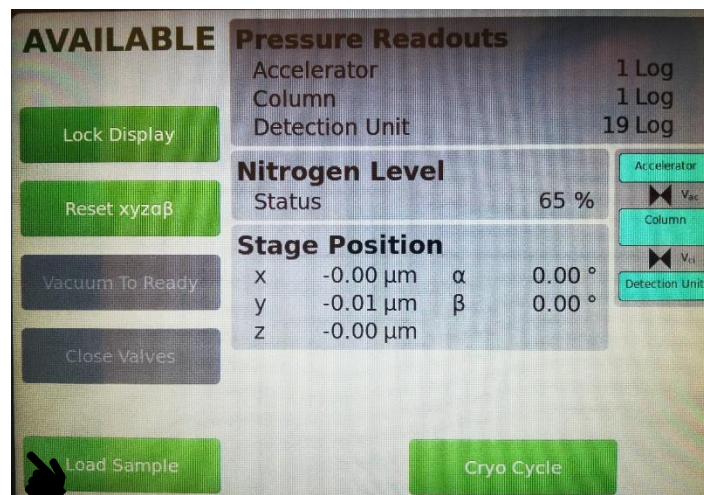 AVAILABLE
Lock Display
Reset xyzαβ
Vacuum To Ready
Close Valves
Load Sample
Pressure Readouts
Accelerator 1 Log
Column 1 Log
Detection Unit 19 Log
Nitrogen Level
Status 65 %
Stage Position
x -0.00 μm α 0.00 °
y -0.01 μm β 0.00 °
z -0.00 μm
Cryo Cycle
Accelerator
Vac
Column
Vcl
Detection Unit